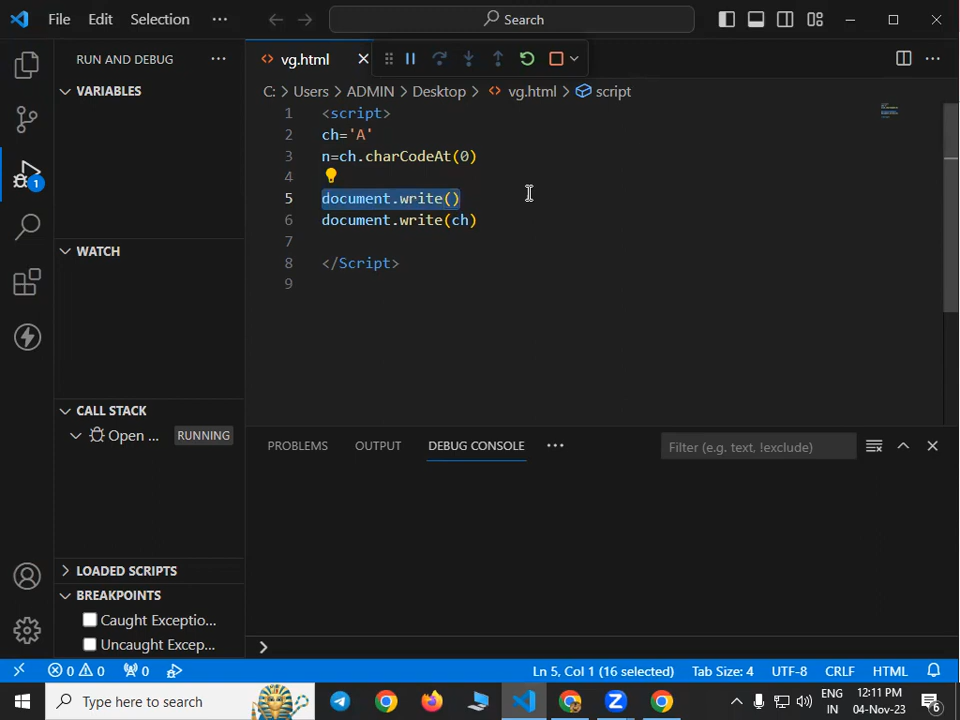 File Edit Selection ··· Search
RUN AND DEBUG ···
vg.html
VARIABLES
C: > Users > ADMIN > Desktop > vg.html > script
1 <script>
2 ch='A'
3 n=ch.charCodeAt(0)
4
5 document.write()
6 document.write(ch)
7
8 </Script>
9
WATCH
CALL STACK
Open ... RUNNING
LOADED SCRIPTS
BREAKPOINTS
Caught Exceptio...
Uncaught Excep...
1
PROBLEMS OUTPUT DEBUG CONSOLE ··· Filter (e.g. text, !exclude)
0 0 0 Ln 5, Col 1 (16 selected) Tab Size: 4 UTF-8 CRLF HTML
Type here to search
ENG
IN
12:11 PM
04-Nov-23
6